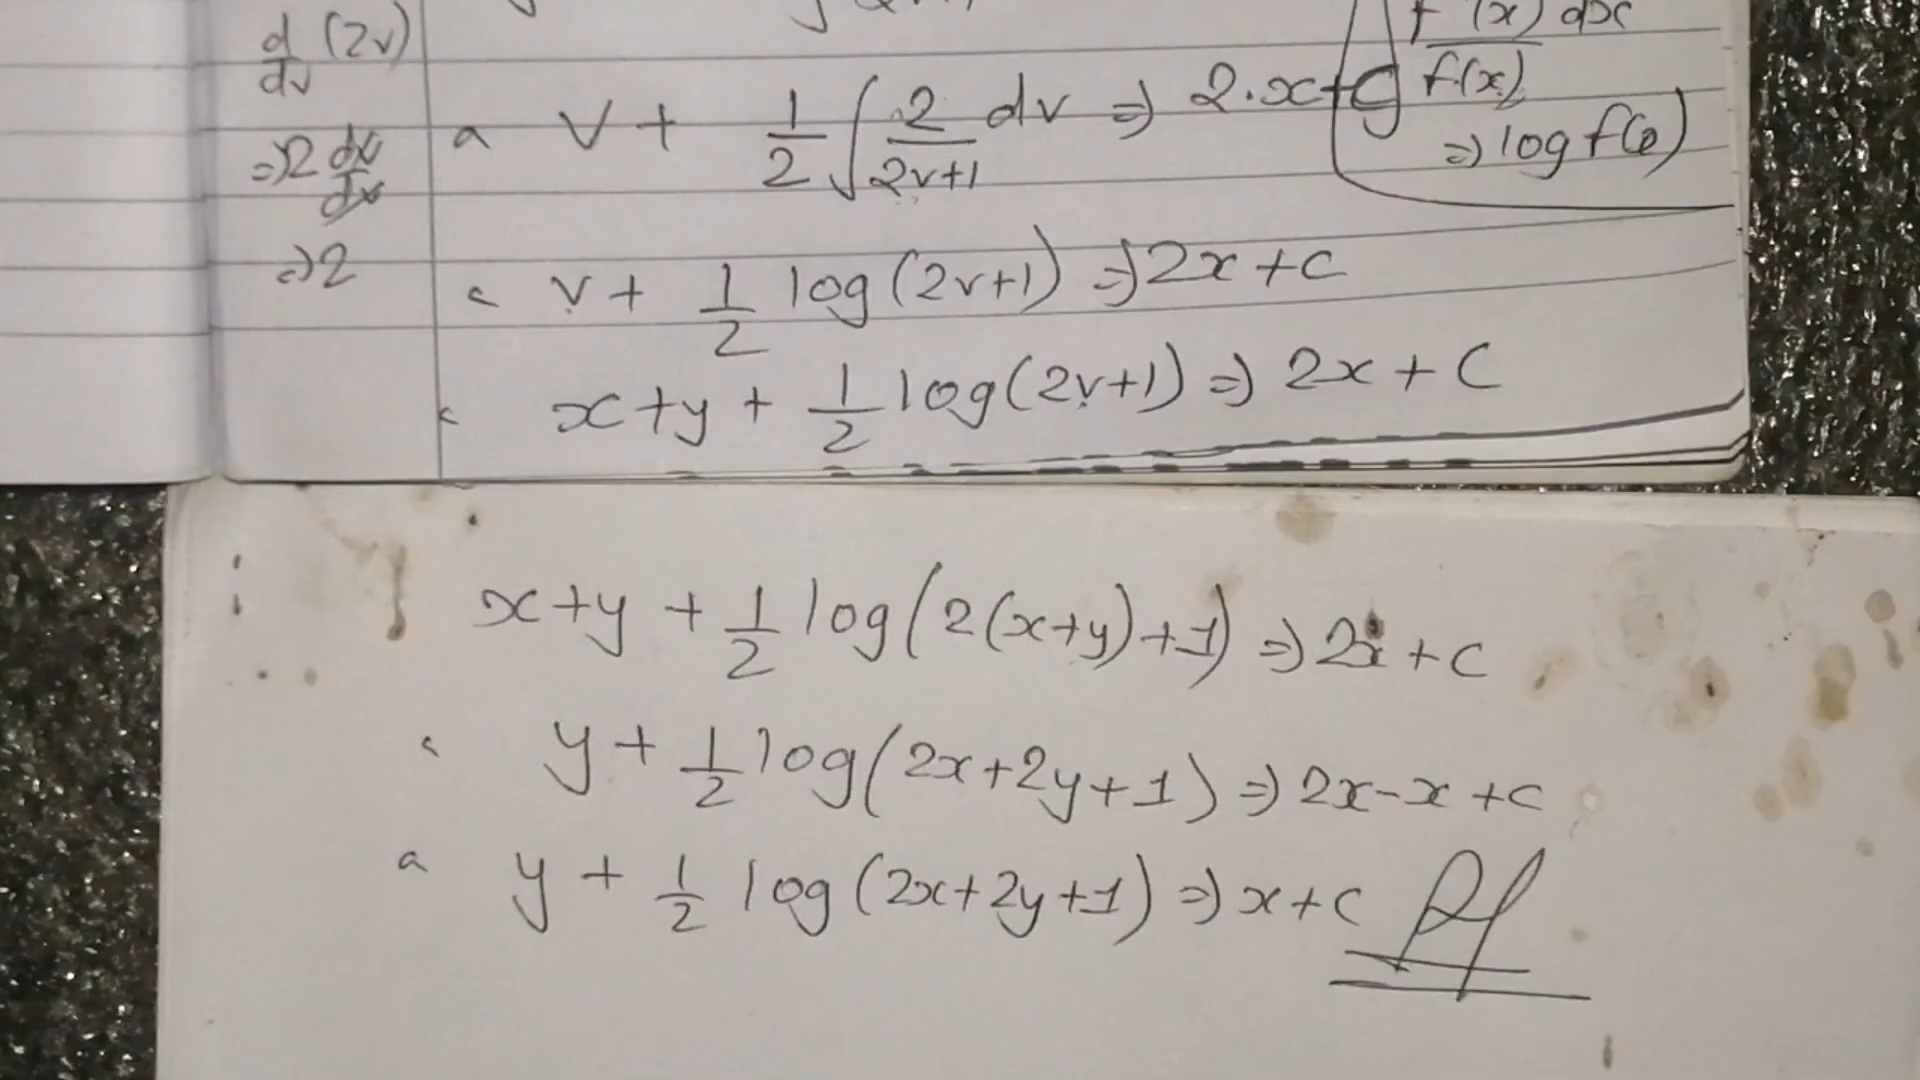 d/dv (2v)
=> 2 dv/dv
=> 2
f'(x) dx / f(x)
=> log f(x)
v + 1/2 ∫ 2/(2v+1) dv => 2·x+c
v + 1/2 log(2v+1) => 2x+c
x+y + 1/2 log(2v+1) => 2x + c
x+y + 1/2 log(2(x+y)+1) => 2x + c
y + 1/2 log(2x+2y+1) => 2x-x+c
y + 1/2 log(2x+2y+1) => x+c